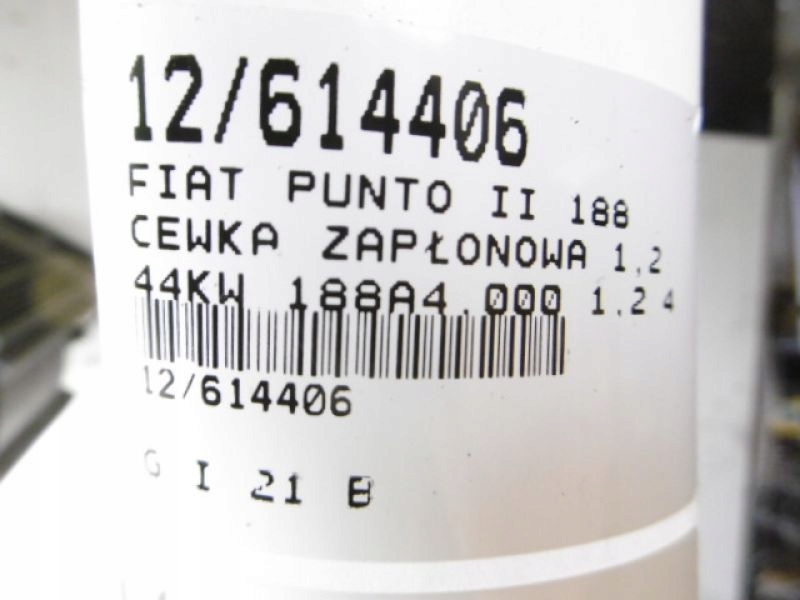 12/614406
FIAT PUNTO II 188
CEWKA ZAPŁONOWA 1,2
44KW 188A4.000 1.2 4
12/614406
G I 21 B